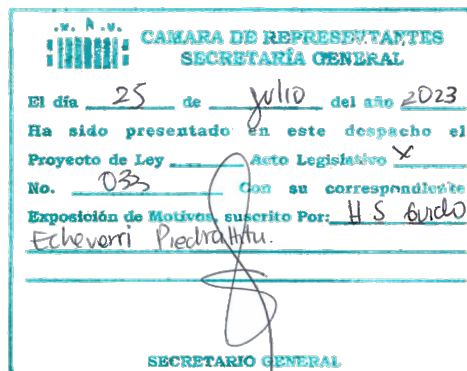 CAMARA DE REPRESENTANTES
SECRETARÍA GENERAL
El día 25 de Julio del año 2023
Ha sido presentado en este despacho el
Proyecto de Ley Acto Legislativo X
No. 033 Con su correspondiente
Exposición de Motivos, suscrito Por: H S Guido
Echeverri Piedrahita.
SECRETARIO GENERAL